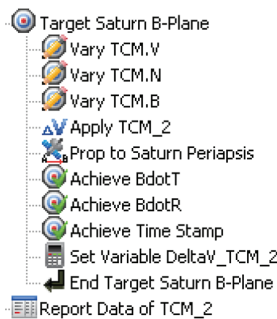 Target Saturn B-Plane
Vary TCM.V
Vary TCM.N
Vary TCM.B
ΔV Apply TCM_2
Prop to Saturn Periapsis
Achieve BdotT
Achieve BdotR
Achieve Time Stamp
Set Variable DeltaV_TCM_2
End Target Saturn B-Plane
Report Data of TCM_2